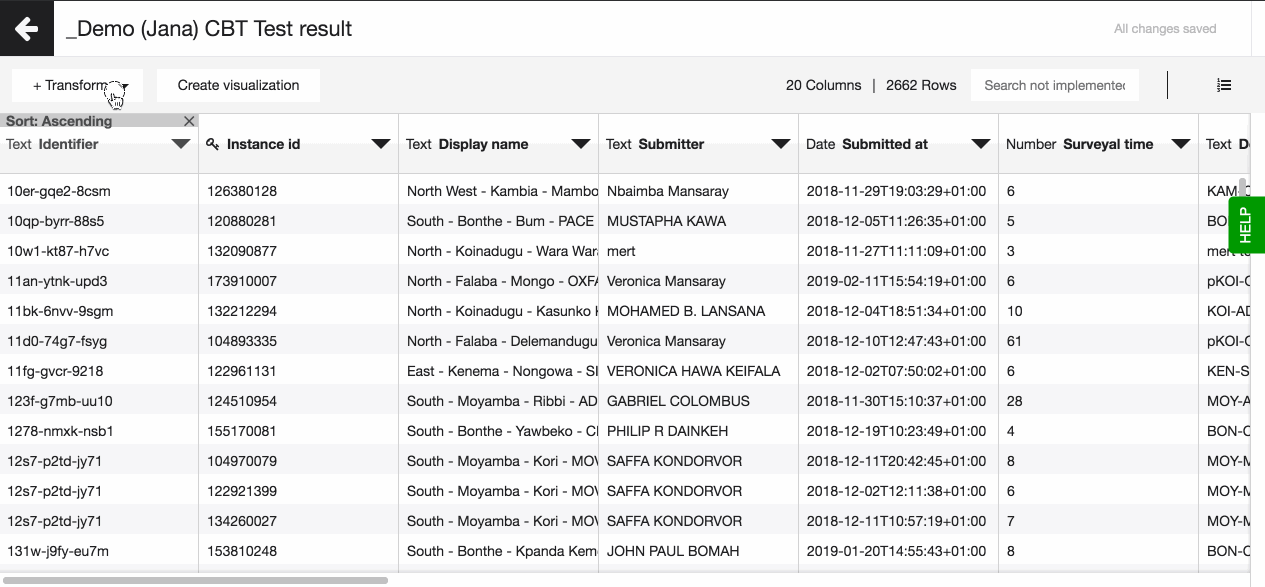 _Demo (Jana) CBT Test result
All changes saved
+ Transform
Create visualization
20 Columns | 2662 Rows
Search not implemented
Sort: Ascending
Text Identifier
Instance id
Text Display name
Text Submitter
Date Submitted at
Number Surveyal time
Text
10er-gqe2-8csm 126380128 North West - Kambia - Mambo Nbaimba Mansaray 2018-11-29T19:03:29+01:00 6
10qp-byrr-88s5 120880281 South - Bonthe - Bum - PACE MUSTAPHA KAWA 2018-12-05T11:26:35+01:00 5
10w1-kt87-h7vc 132090877 North - Koinadugu - Wara War mert 2018-11-27T11:11:09+01:00 3
11an-ytnk-upd3 173910007 North - Falaba - Mongo - OXFA Veronica Mansaray 2019-02-11T15:54:19+01:00 6
11bk-6nvv-9sgm 132212294 North - Koinadugu - Kasunko MOHAMED B. LANSANA 2018-12-04T18:51:34+01:00 10 KOI-AD
11d0-74g7-fsyg 104893335 North - Falaba - Delemandugu Veronica Mansaray 2018-12-10T12:47:43+01:00 61
11fg-gvcr-9218 122961131 East - Kenema - Nongowa - SI VERONICA HAWA KEIFALA 2018-12-02T07:50:02+01:00 6 KEN-S
123f-g7mb-uu10 124510954 South - Moyamba - Ribbi - AD GABRIEL COLOMBUS 2018-11-30T15:10:37+01:00 28 MOY-A
1278-nmxk-nsb1 155170081 South - Bonthe - Yawbeko - CI PHILIP R DAINKEH 2018-12-19T10:23:49+01:00 4 BON-C
12s7-p2td-jy71 104970079 South - Moyamba - Kori - MOV SAFFA KONDORVOR 2018-12-11T20:42:45+01:00 8 MOY-M
12s7-p2td-jy71 122921399 South - Moyamba - Kori - MOV SAFFA KONDORVOR 2018-12-02T12:11:38+01:00 6 MOY-M
12s7-p2td-jy71 134260027 South - Moyamba - Kori - MOV SAFFA KONDORVOR 2018-12-11T10:57:19+01:00 7 MOY-M
131w-j9fy-eu7m 153810248 South - Bonthe - Kpanda Kem JOHN PAUL BOMAH 2019-01-20T14:55:43+01:00 8 BON-C
HELP